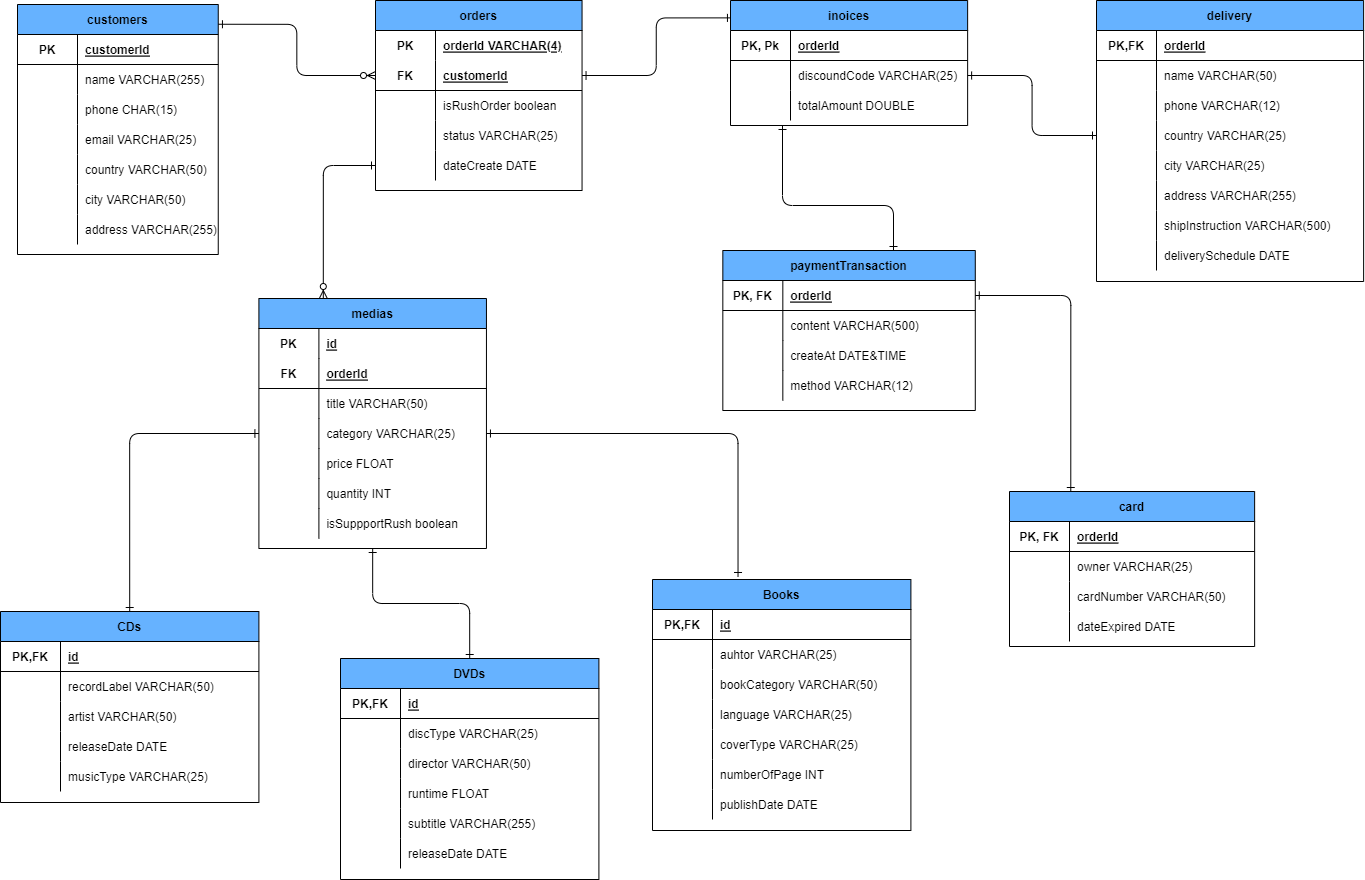 customers
PK customerId
name VARCHAR(255)
phone CHAR(15)
email VARCHAR(25)
country VARCHAR(50)
city VARCHAR(50)
address VARCHAR(255)
orders
PK orderId VARCHAR(4)
FK customerId
isRushOrder boolean
status VARCHAR(25)
dateCreate DATE
inoices
PK, Pk orderId
discoundCode VARCHAR(25)
totalAmount DOUBLE
delivery
PK,FK orderId
name VARCHAR(50)
phone VARCHAR(12)
country VARCHAR(25)
city VARCHAR(25)
address VARCHAR(255)
shipInstruction VARCHAR(500)
deliverySchedule DATE
paymentTransaction
PK, FK orderId
content VARCHAR(500)
createAt DATE&TIME
method VARCHAR(12)
medias
PK id
FK orderId
title VARCHAR(50)
category VARCHAR(25)
price FLOAT
quantity INT
isSuppportRush boolean
card
PK, FK orderId
owner VARCHAR(25)
cardNumber VARCHAR(50)
dateExpired DATE
CDs
PK,FK id
recordLabel VARCHAR(50)
artist VARCHAR(50)
releaseDate DATE
musicType VARCHAR(25)
DVDs
PK,FK id
discType VARCHAR(25)
director VARCHAR(50)
runtime FLOAT
subtitle VARCHAR(255)
releaseDate DATE
Books
PK,FK id
auhtor VARCHAR(25)
bookCategory VARCHAR(50)
language VARCHAR(25)
coverType VARCHAR(25)
numberOfPage INT
publishDate DATE